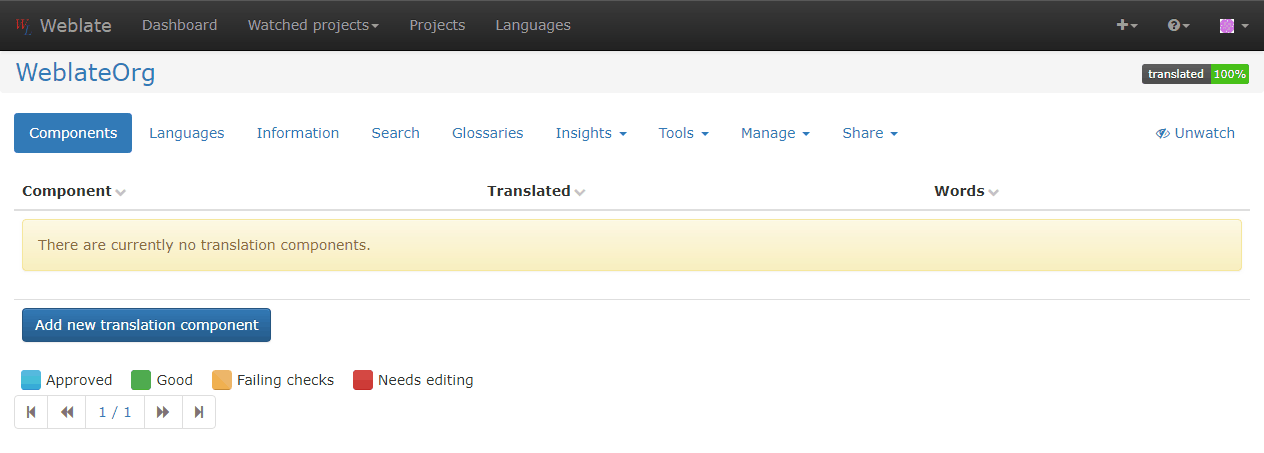 Weblate Dashboard Watched projects Projects Languages
WeblateOrg
translated 100%
Components Languages Information Search Glossaries Insights Tools Manage Share Unwatch
Component Translated Words
There are currently no translation components.
Add new translation component
Approved Good Failing checks Needs editing
1 / 1